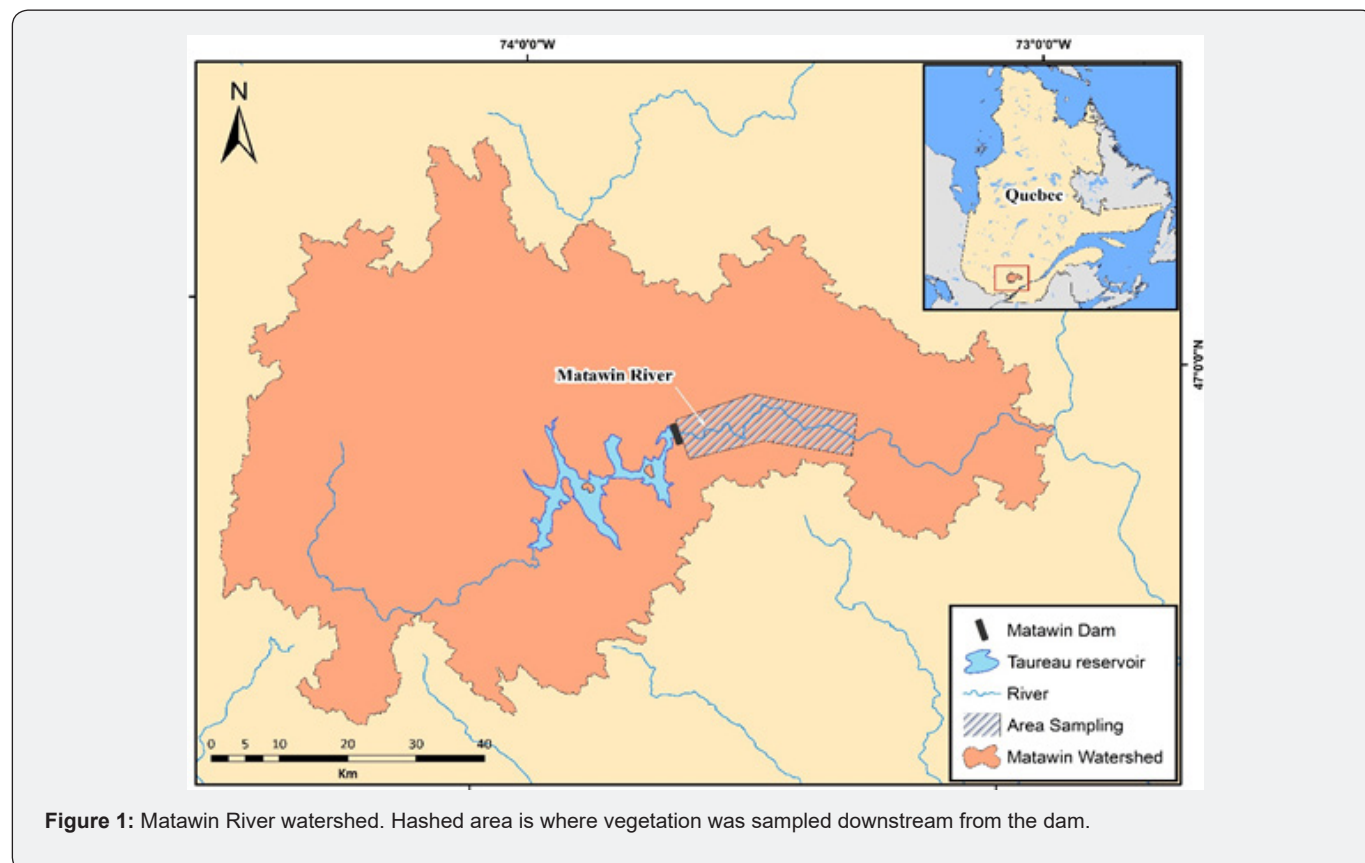 74°0'0"W
73°0'0"W
N
Quebec
47°0'0"N
Matawin River
Matawin Dam
Taureau reservoir
River
Area Sampling
Matawin Watershed
0 5 10 20 30 40
Km
Figure 1: Matawin River watershed. Hashed area is where vegetation was sampled downstream from the dam.